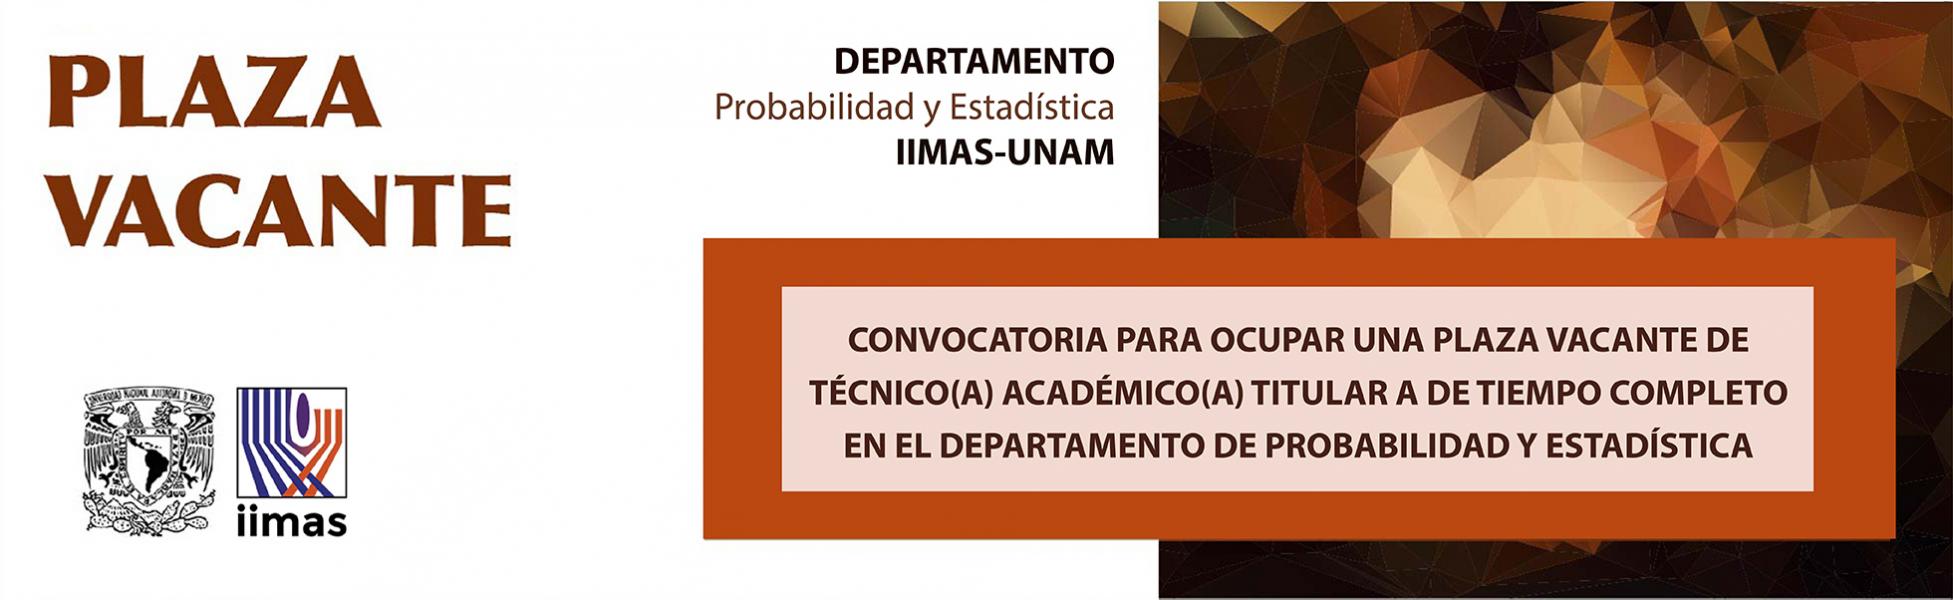 PLAZA
VACANTE
DEPARTAMENTO
Probabilidad y Estadística
IIMAS-UNAM
CONVOCATORIA PARA OCUPAR UNA PLAZA VACANTE DE
TÉCNICO(A) ACADÉMICO(A) TITULAR A DE TIEMPO COMPLETO
EN EL DEPARTAMENTO DE PROBABILIDAD Y ESTADÍSTICA
iimas